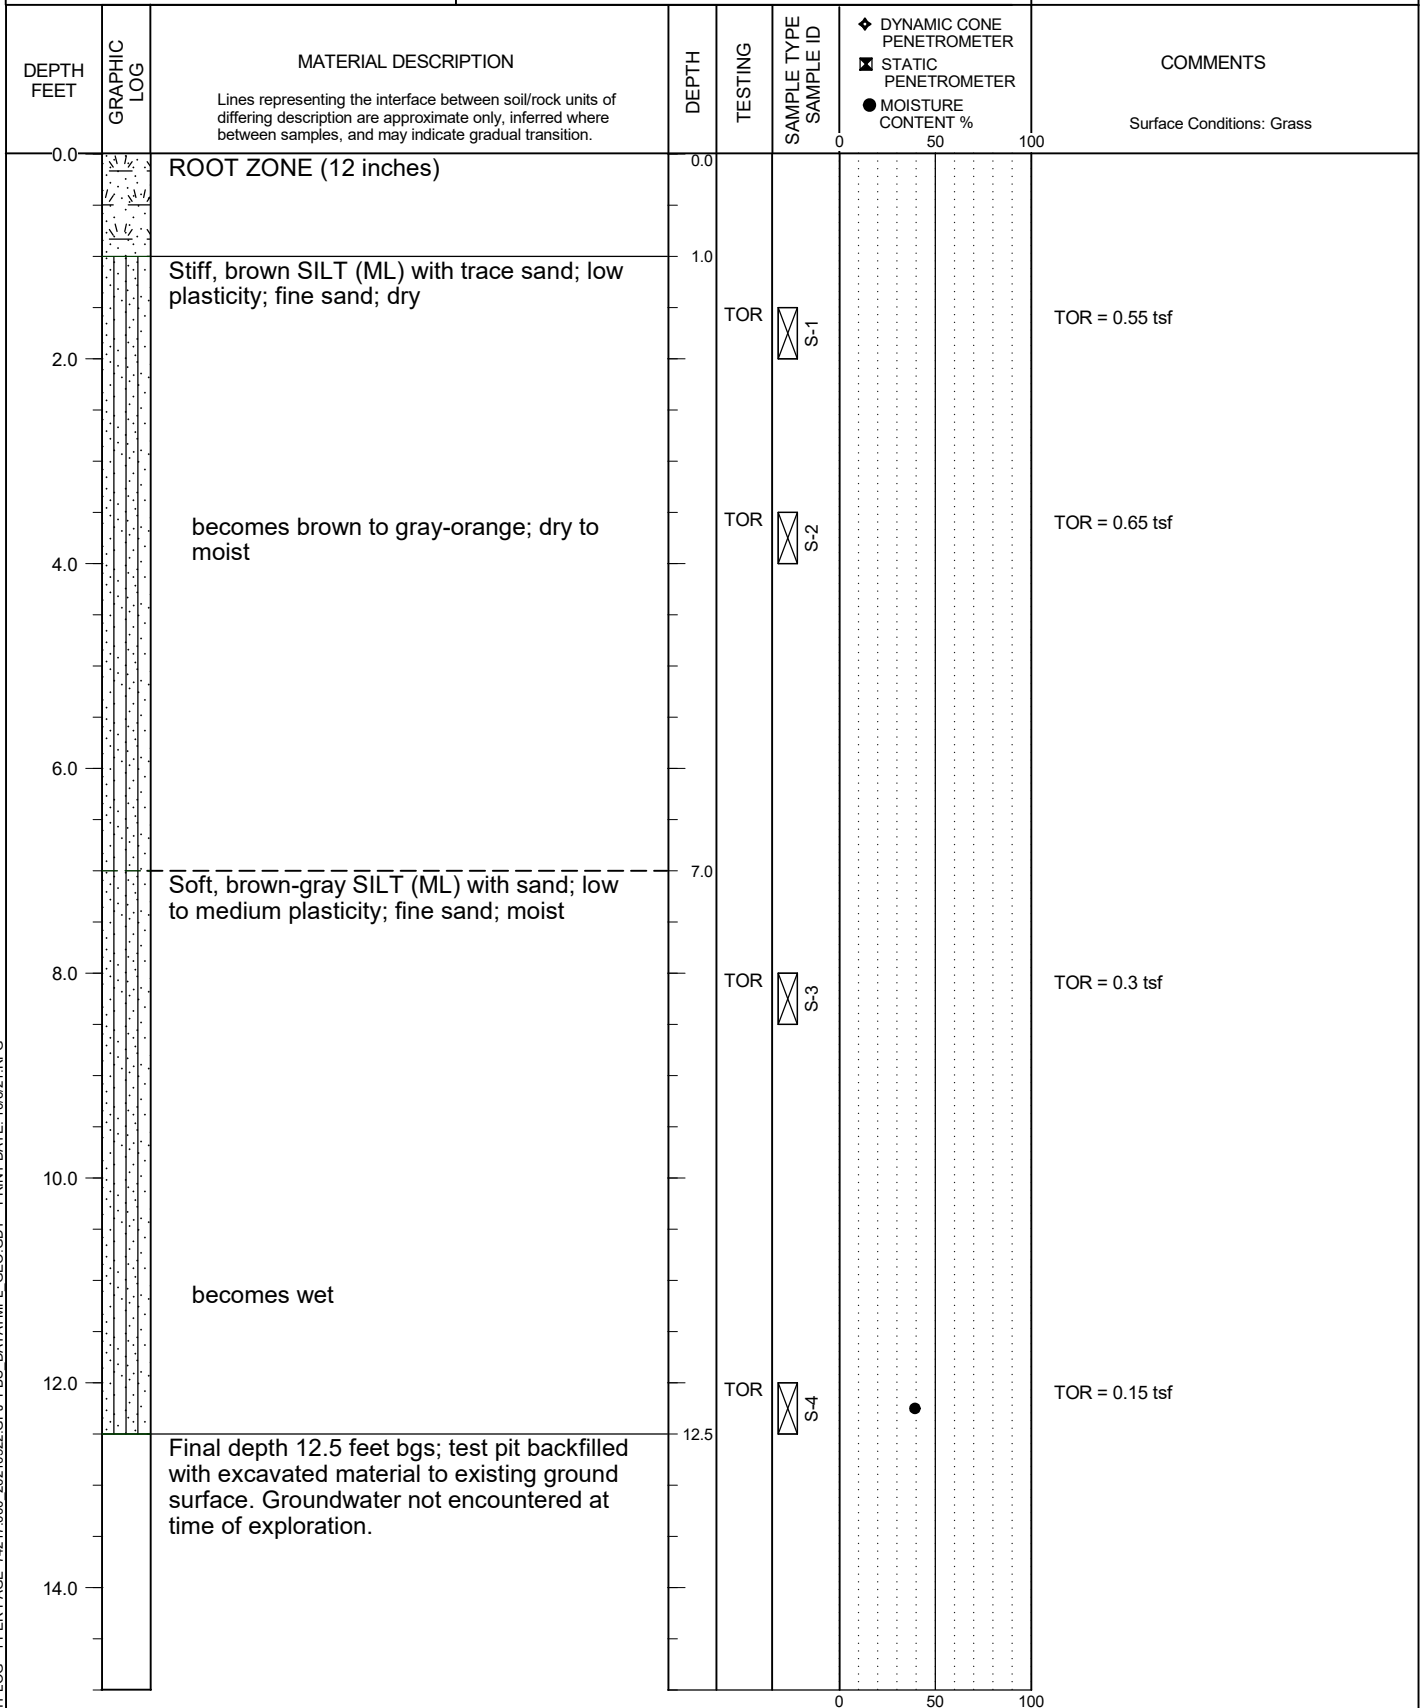 DEPTH
FEET
GRAPHIC
LOG
MATERIAL DESCRIPTION
Lines representing the interface between soil/rock units of
differing description are approximate only, inferred where
between samples, and may indicate gradual transition.
DEPTH
TESTING
SAMPLE TYPE
SAMPLE ID
DYNAMIC CONE
PENETROMETER
STATIC
PENETROMETER
MOISTURE
CONTENT %
0 50 100
COMMENTS
Surface Conditions: Grass
0.0 ROOT ZONE (12 inches) 0.0
1.0
Stiff, brown SILT (ML) with trace sand; low
plasticity; fine sand; dry
TOR S-1 TOR = 0.55 tsf
2.0
becomes brown to gray-orange; dry to
moist
TOR S-2 TOR = 0.65 tsf
4.0
6.0
7.0
Soft, brown-gray SILT (ML) with sand; low
to medium plasticity; fine sand; moist
8.0 TOR S-3 TOR = 0.3 tsf
10.0
becomes wet
12.0 TOR S-4 TOR = 0.15 tsf
12.5
Final depth 12.5 feet bgs; test pit backfilled
with excavated material to existing ground
surface. Groundwater not encountered at
time of exploration.
14.0
0 50 100